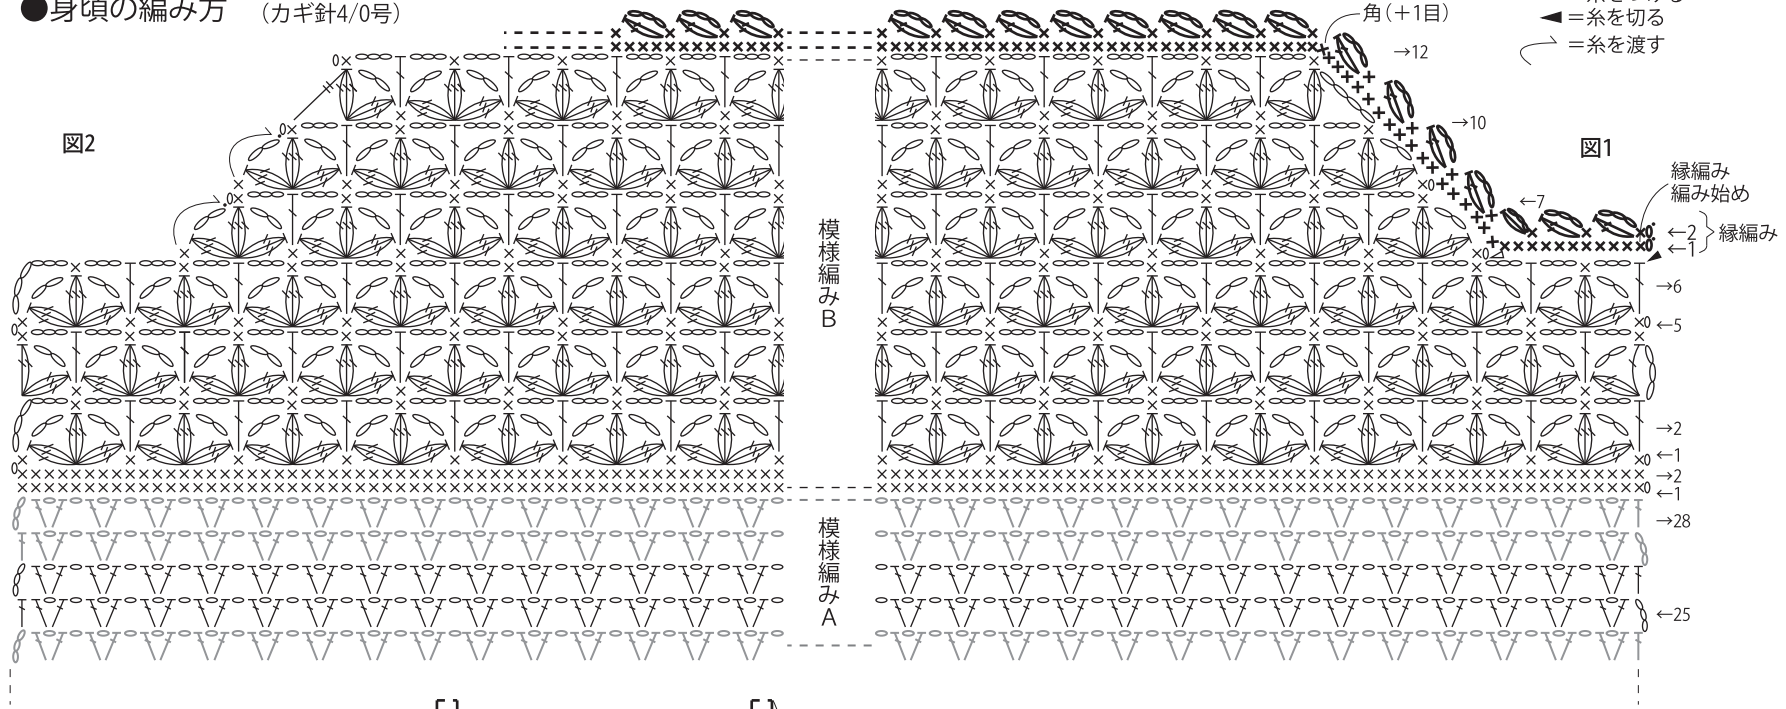 ●身頃の編み方 (カギ針4/0号)
角(+1目)
=糸を切る
=糸を渡す
→12
→10
図2
図1
縁編み
編み始め
←7
←2
←1
縁編み
→6
←5
模様編みB
→2
←1
→2
←1
→28
模様編みA
←25